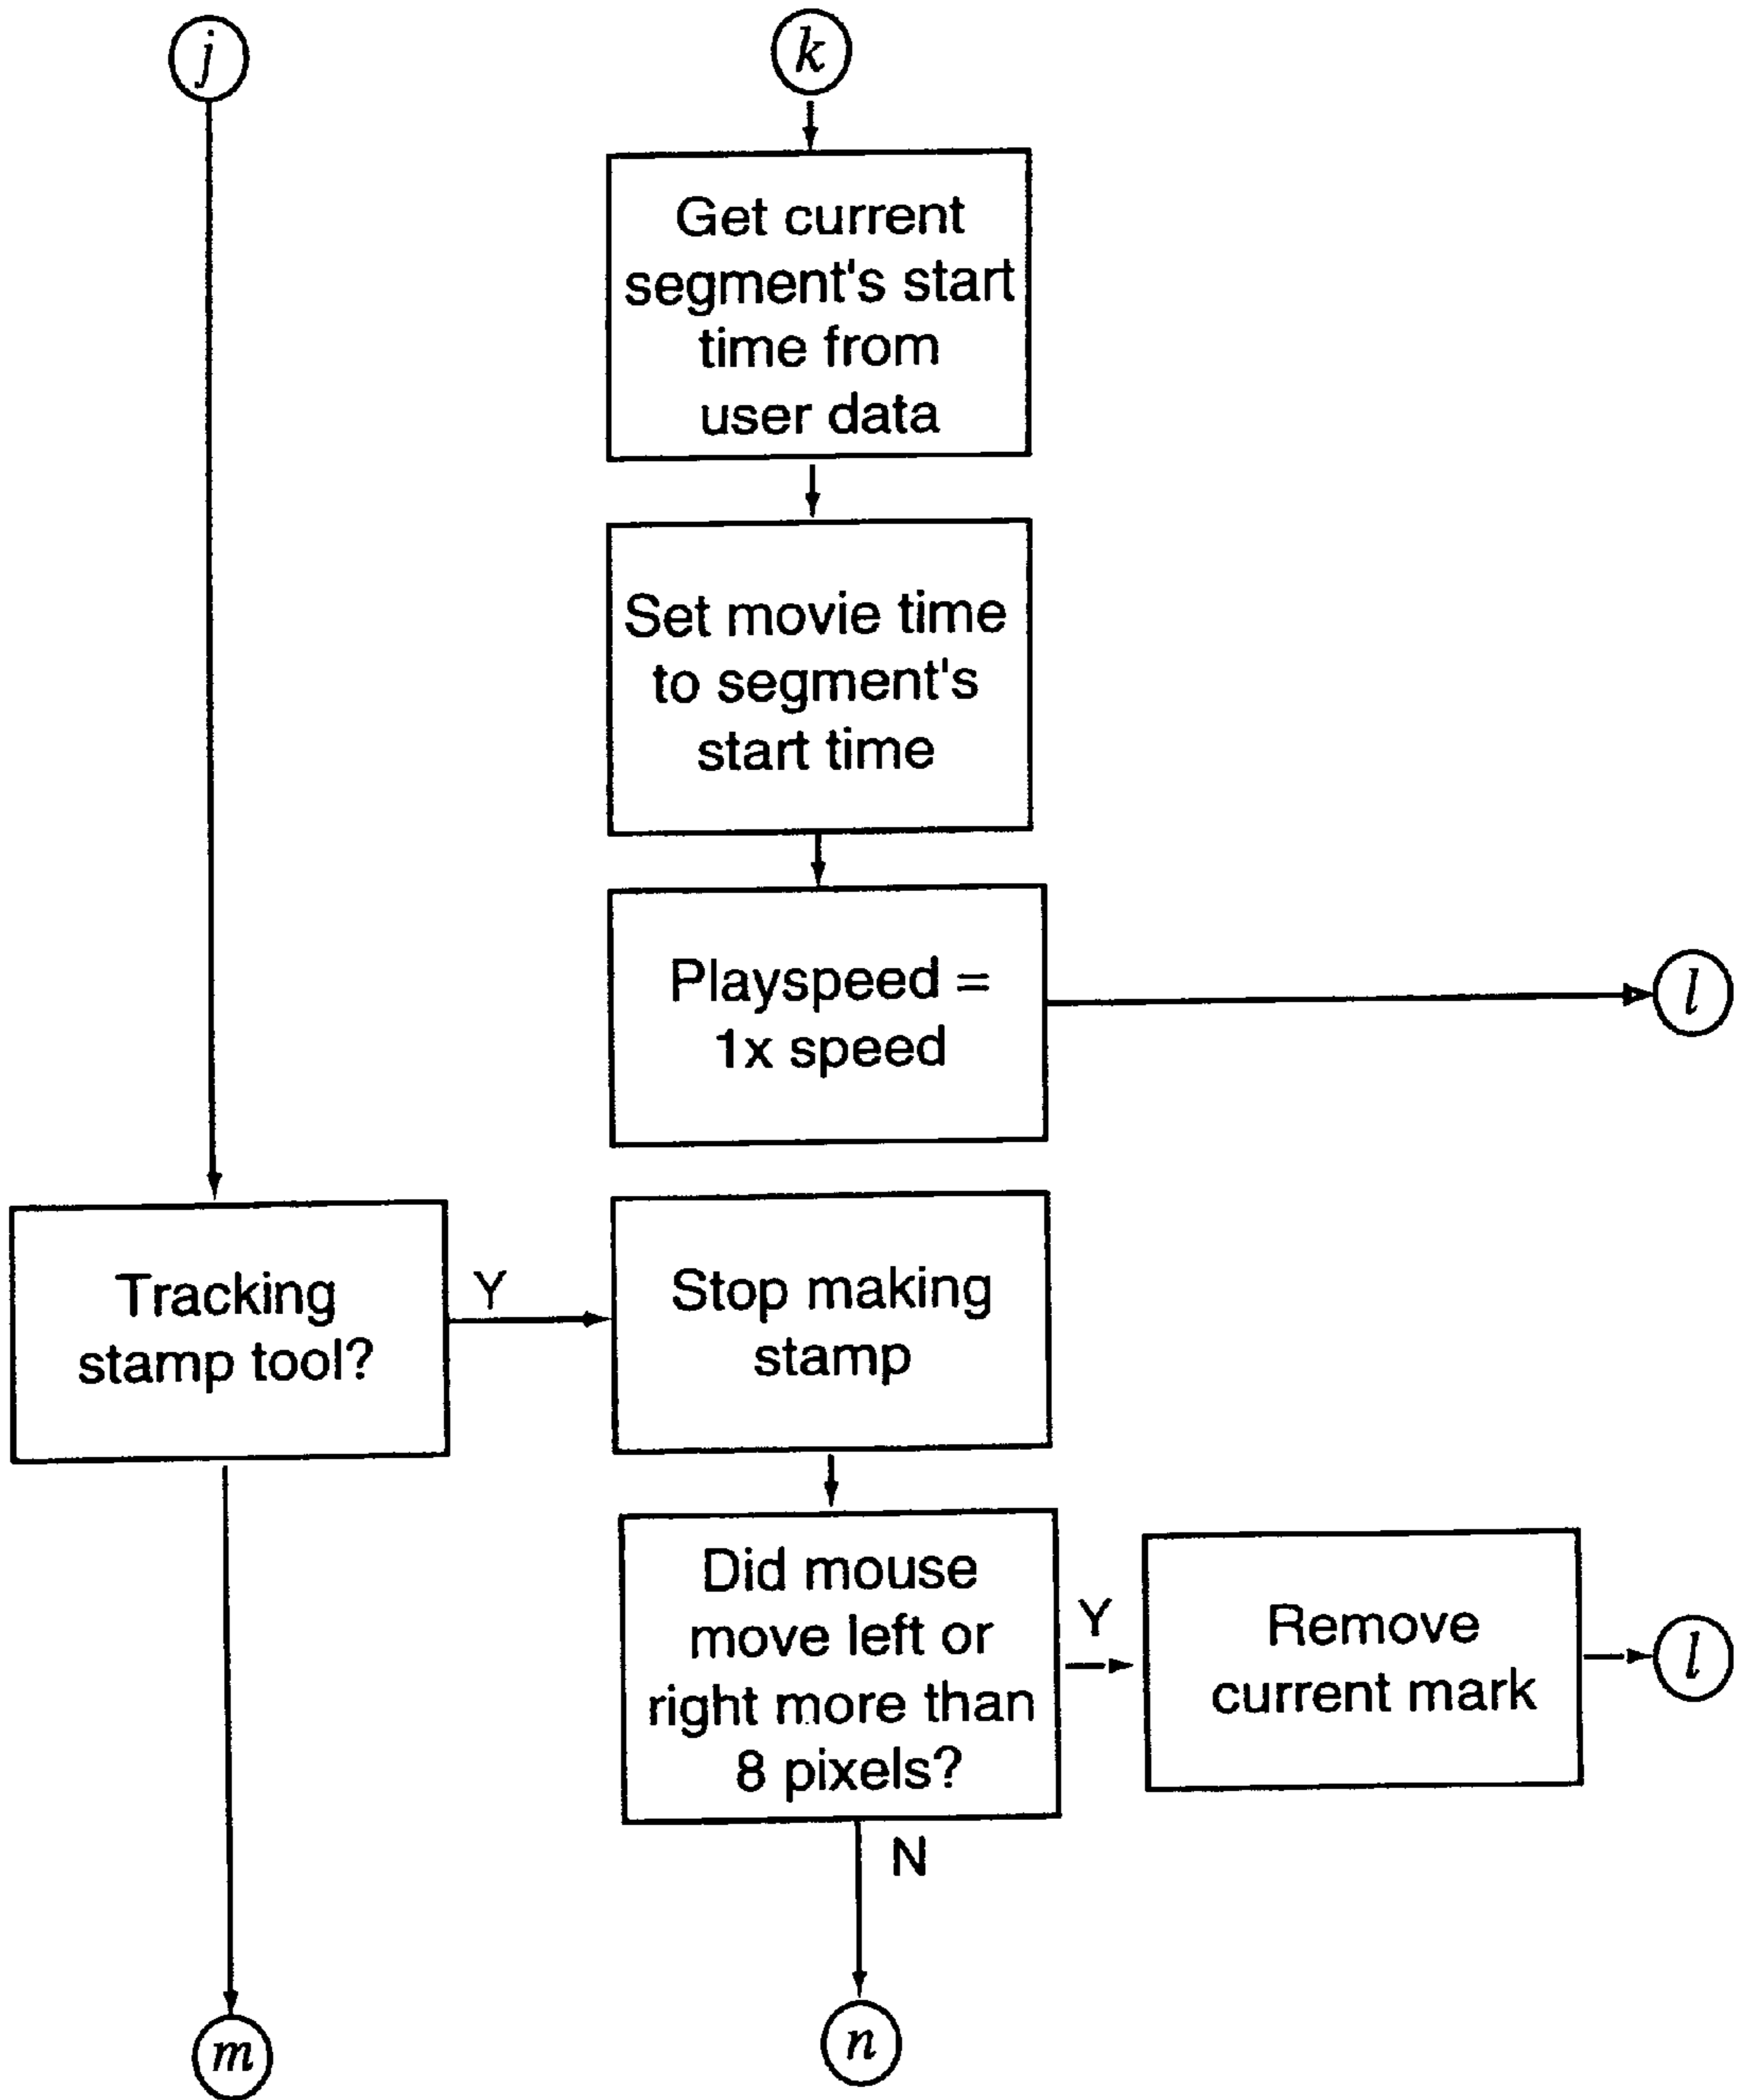 j
k
Get current
segment's start
time from
user data
Set movie time
to segment's
start time
Playspeed =
1x speed
l
Tracking
stamp tool?
Y
Stop making
stamp
Did mouse
move left or
right more than
8 pixels?
Y
Remove
current mark
l
N
m
n